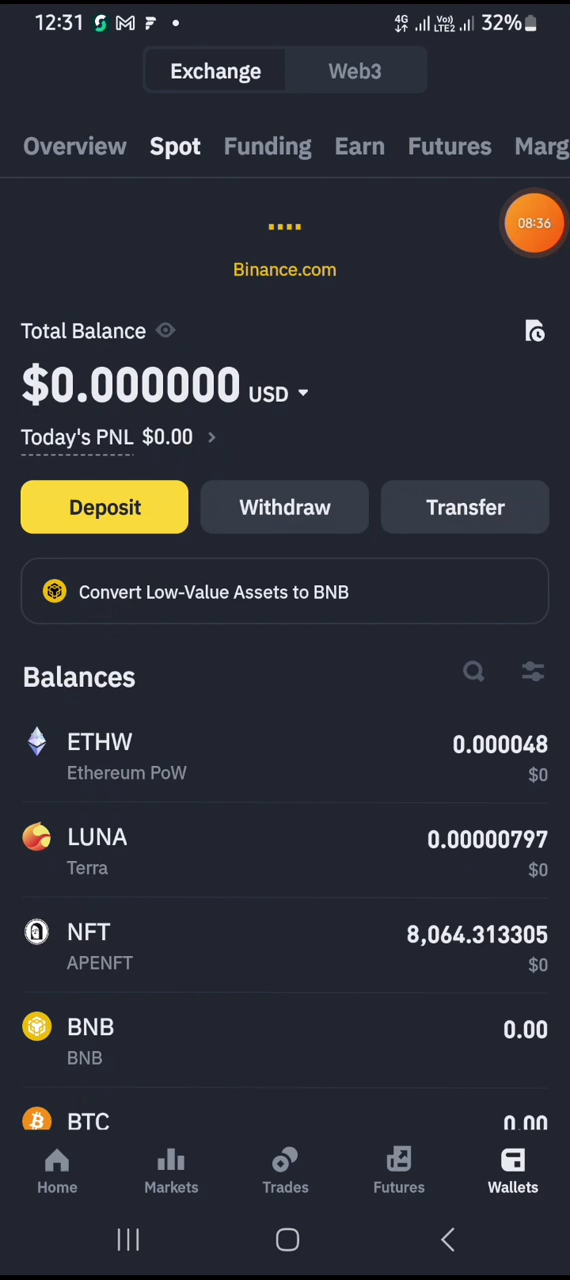 12:31 4G Vo) LTE2 32%
Exchange Web3
Overview Spot Funding Earn Futures Marg
08:36
Binance.com
Total Balance
$0.000000 USD
Today's PNL $0.00
Deposit Withdraw Transfer
Convert Low-Value Assets to BNB
Balances
ETHW 0.000048
Ethereum PoW $0
LUNA 0.00000797
Terra $0
NFT 8,064.313305
APENFT $0
BNB 0.00
BNB
BTC 0.00
Home Markets Trades Futures Wallets